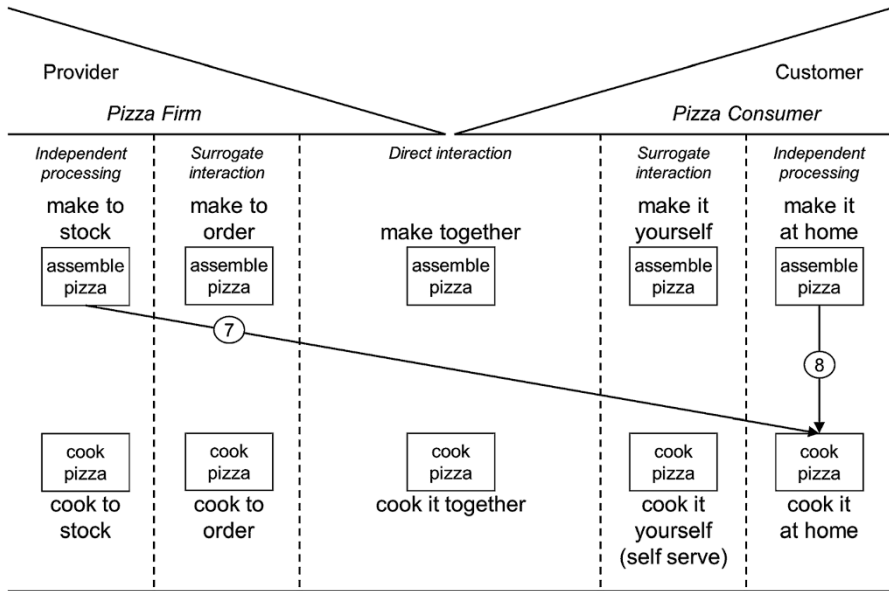 Provider
Customer
Pizza Firm
Pizza Consumer
Independent
processing
Surrogate
interaction
Direct interaction
Surrogate
interaction
Independent
processing
make to
stock
make to
order
make together
make it
yourself
make it
at home
assemble
pizza
assemble
pizza
assemble
pizza
assemble
pizza
assemble
pizza
7
8
cook
pizza
cook
pizza
cook
pizza
cook
pizza
cook
pizza
cook to
stock
cook to
order
cook it together
cook it
yourself
(self serve)
cook it
at home